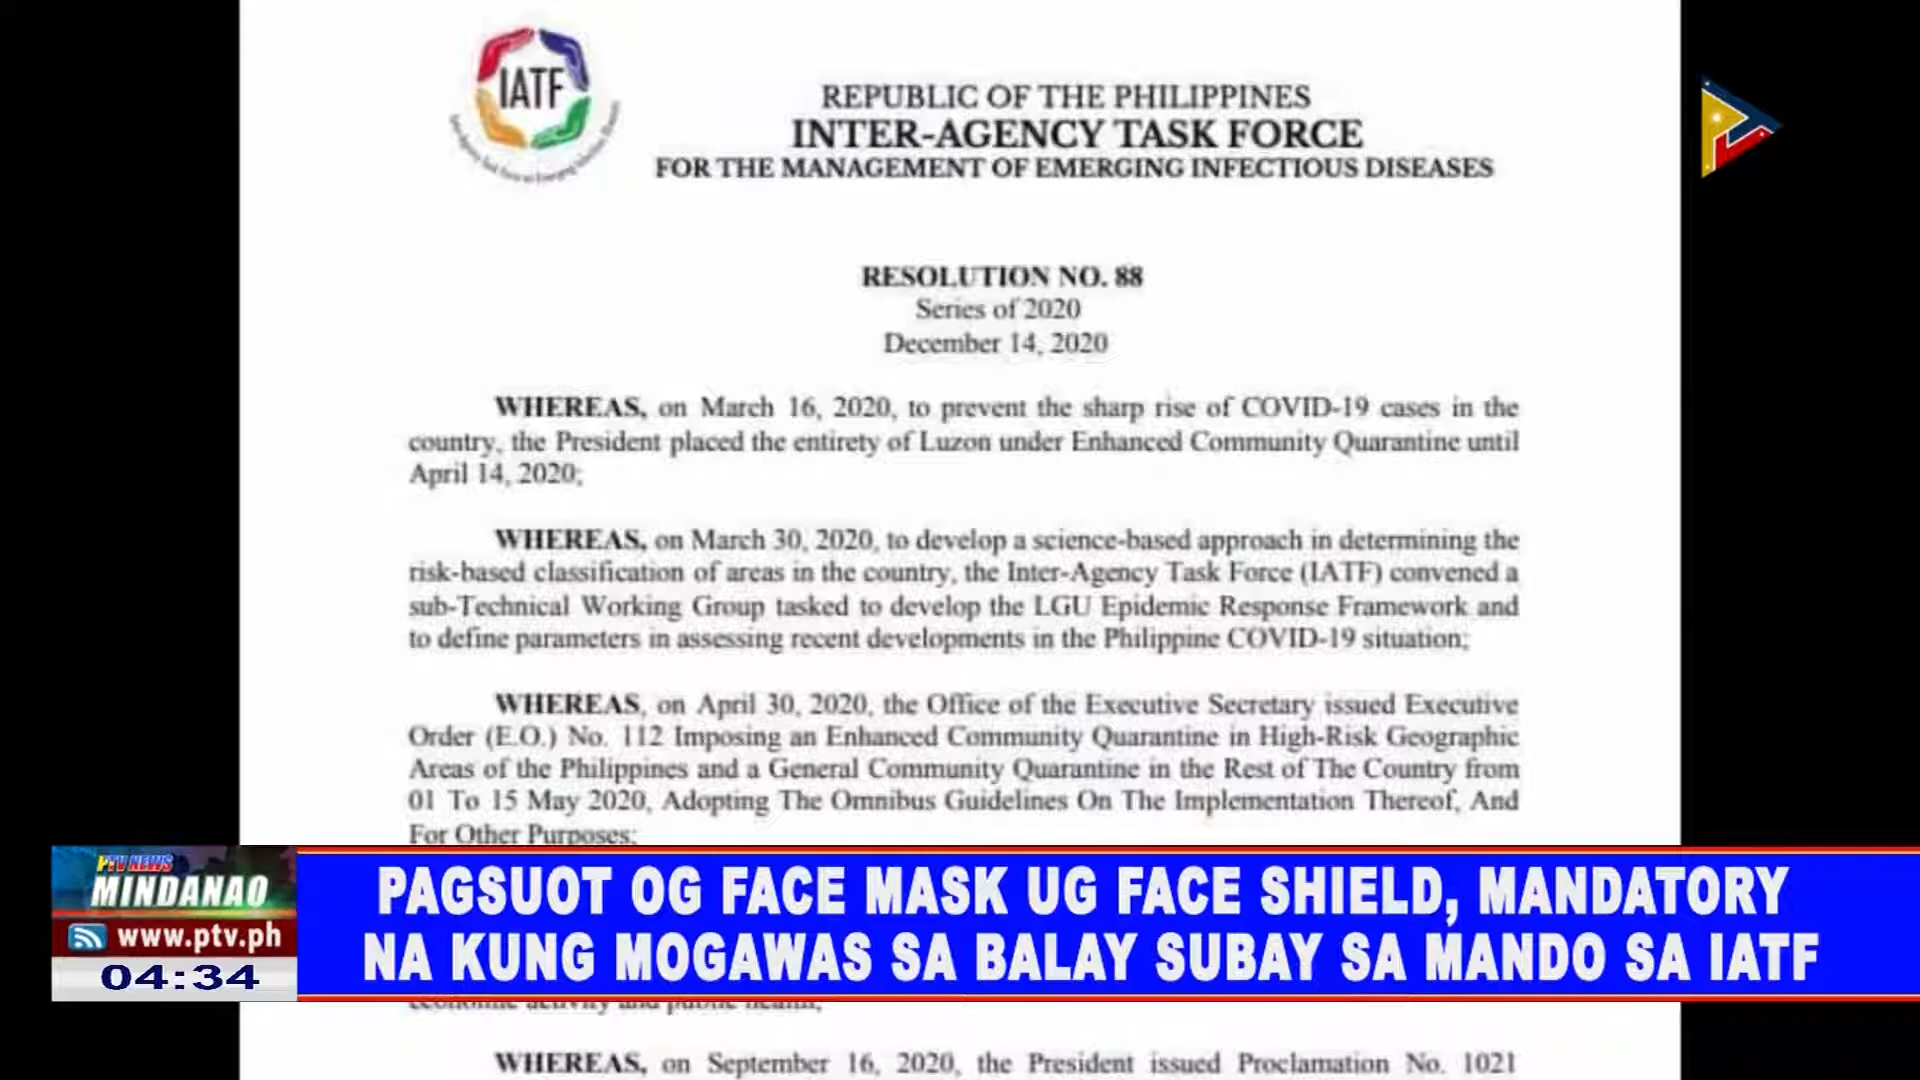 IATF
REPUBLIC OF THE PHILIPPINES
INTER-AGENCY TASK FORCE
FOR THE MANAGEMENT OF EMERGING INFECTIOUS DISEASES
RESOLUTION NO. 88
Series of 2020
December 14, 2020
WHEREAS, on March 16, 2020, to prevent the sharp rise of COVID-19 cases in the
country, the President placed the entirety of Luzon under Enhanced Community Quarantine until
April 14, 2020;
WHEREAS, on March 30, 2020, to develop a science-based approach in determining the
risk-based classification of areas in the country, the Inter-Agency Task Force (IATF) convened a
sub-Technical Working Group tasked to develop the LGU Epidemic Response Framework and
to define parameters in assessing recent developments in the Philippine COVID-19 situation;
WHEREAS, on April 30, 2020, the Office of the Executive Secretary issued Executive
Order (E.O.) No. 112 Imposing an Enhanced Community Quarantine in High-Risk Geographic
Areas of the Philippines and a General Community Quarantine in the Rest of The Country from
01 To 15 May 2020, Adopting The Omnibus Guidelines On The Implementation Thereof, And
For Other Purposes;
PTV NEWS
MINDANAO
www.ptv.ph
04:34
PAGSUOT OG FACE MASK UG FACE SHIELD, MANDATORY
NA KUNG MOGAWAS SA BALAY SUBAY SA MANDO SA IATF
economic activity and public health;
WHEREAS, on September 16, 2020, the President issued Proclamation No. 1021